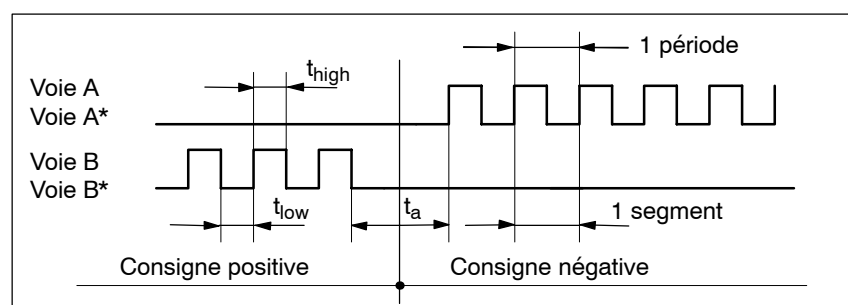 1 période
t_high
Voie A
Voie A*
Voie B
Voie B*
t_low
t_a
1 segment
Consigne positive
Consigne négative